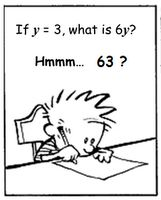 If y = 3, what is 6y?
Hmmm... 63 ?